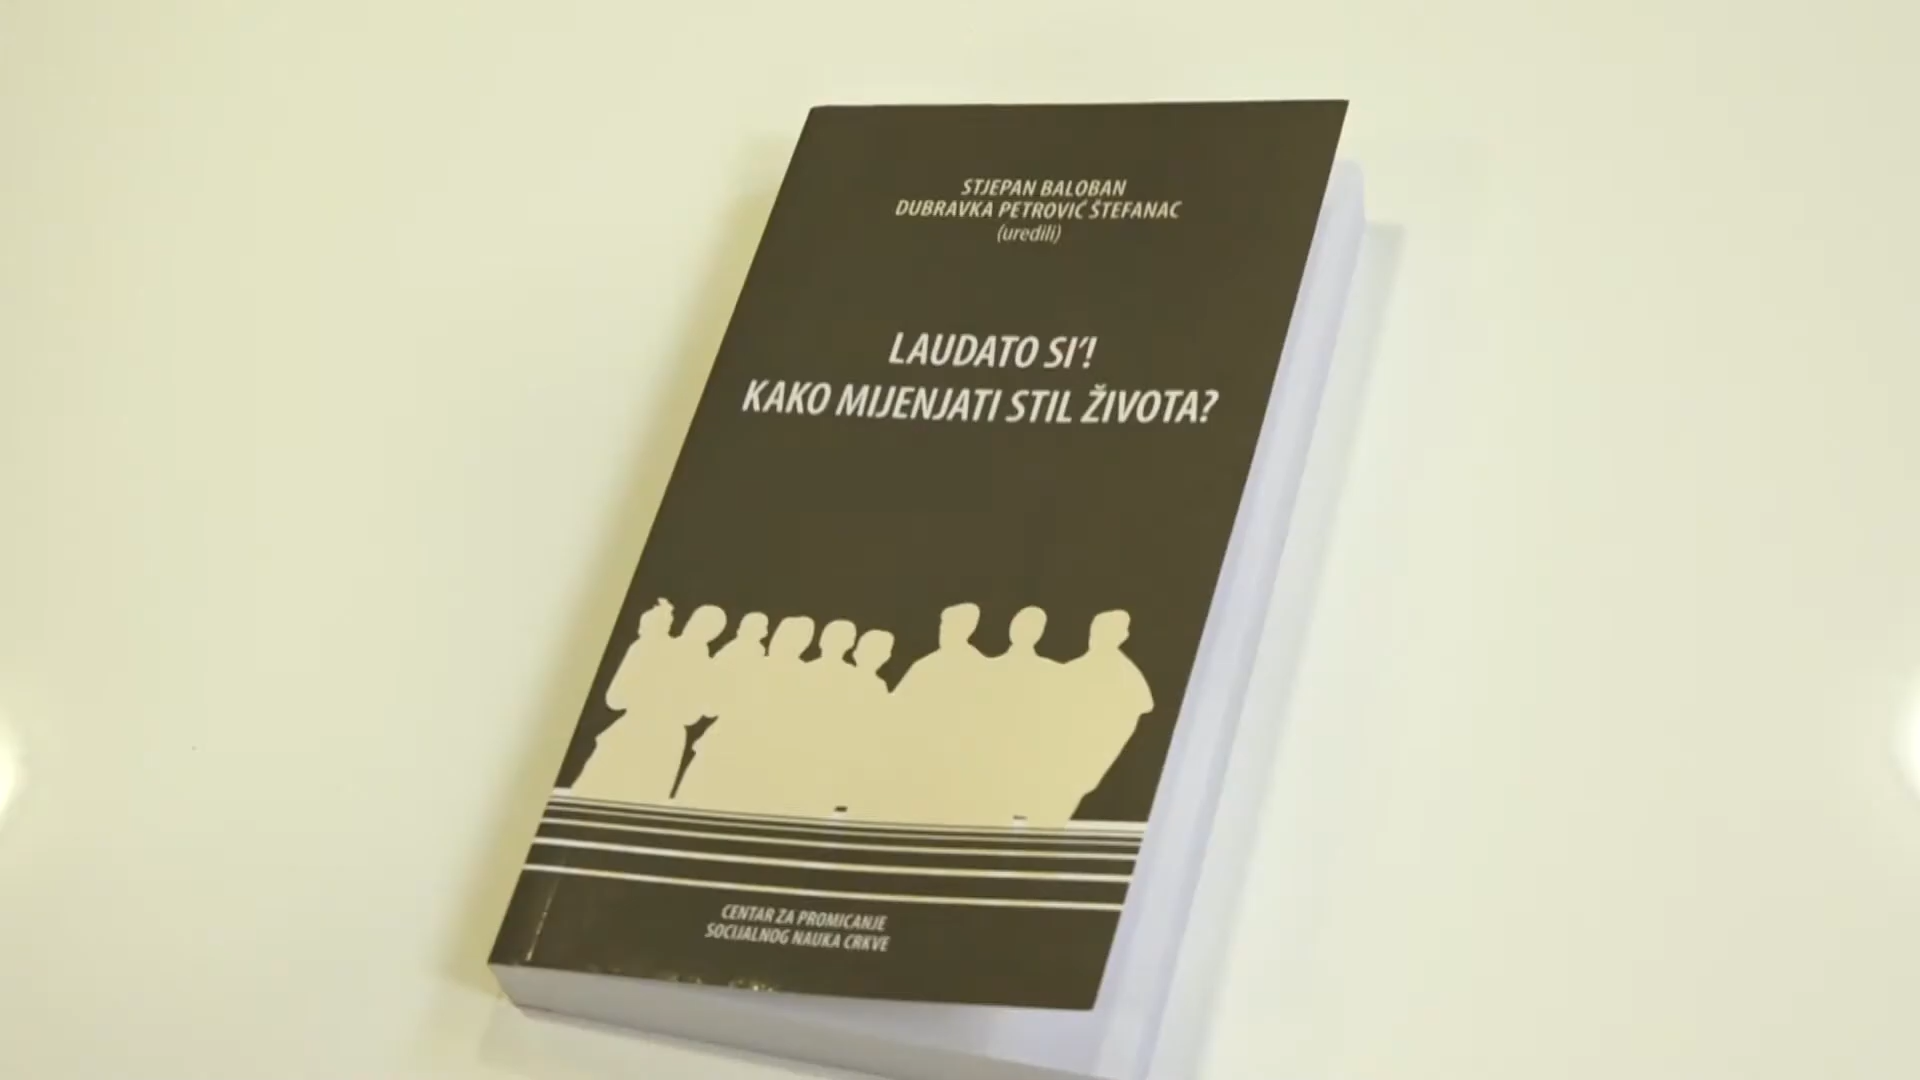 STJEPAN BALOBAN
DUBRAVKA PETROVIĆ ŠTEFANAC
(uredili)
LAUDATO SI’!
KAKO MIJENJATI STIL ŽIVOTA?
CENTAR ZA PROMICANJE
SOCIJALNOG NAUKA CRKVE